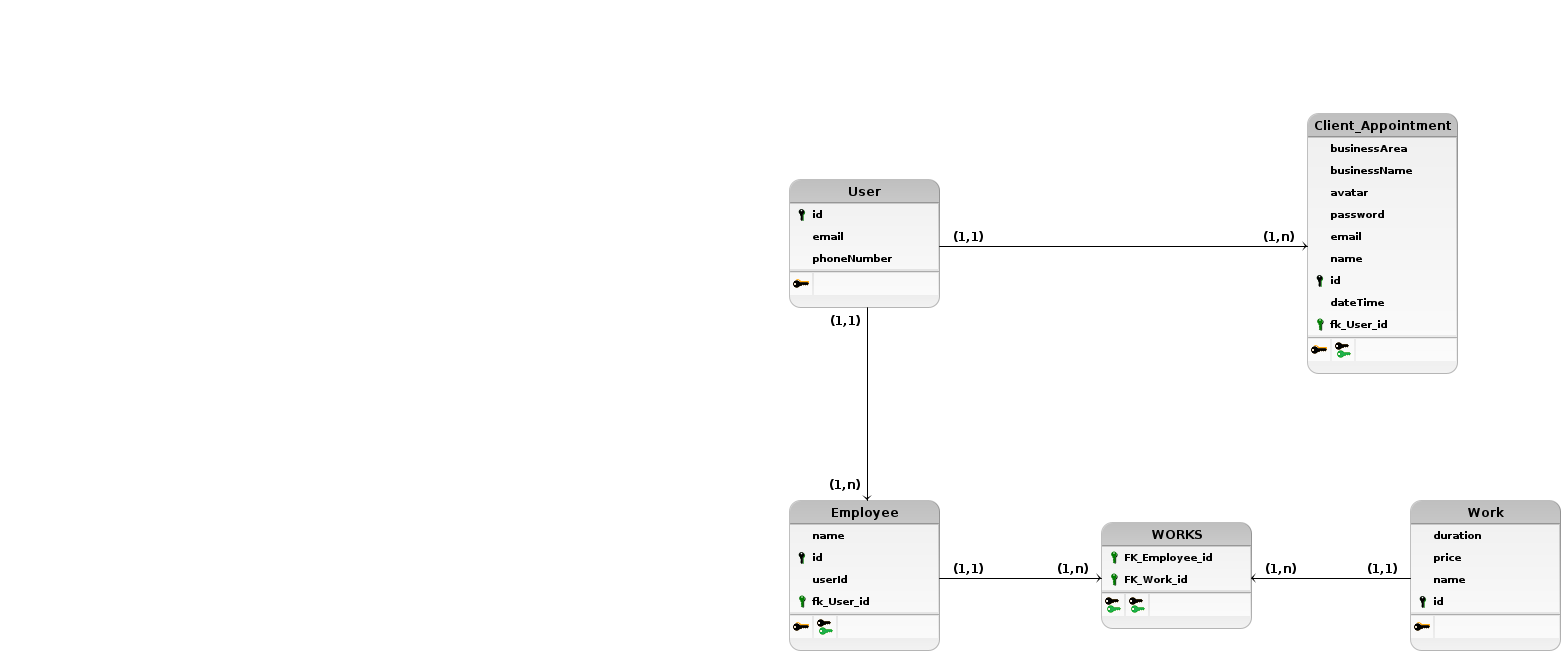 Client_Appointment
businessArea
businessName
avatar
password
email
name
id
dateTime
fk_User_id
User
id
email
phoneNumber
(1,1)
(1,n)
(1,1)
(1,n)
Employee
name
id
userId
fk_User_id
(1,1)
(1,n)
WORKS
FK_Employee_id
FK_Work_id
(1,n)
(1,1)
Work
duration
price
name
id